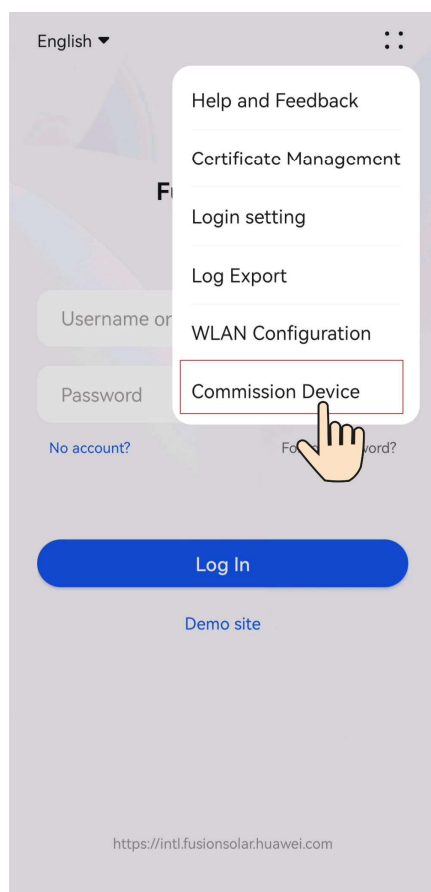 English
Help and Feedback
Certificate Management
F
Login setting
Log Export
Username or
WLAN Configuration
Password
Commission Device
No account?
Fo vord?
Log In
Demo site
https://intl.fusionsolar.huawei.com